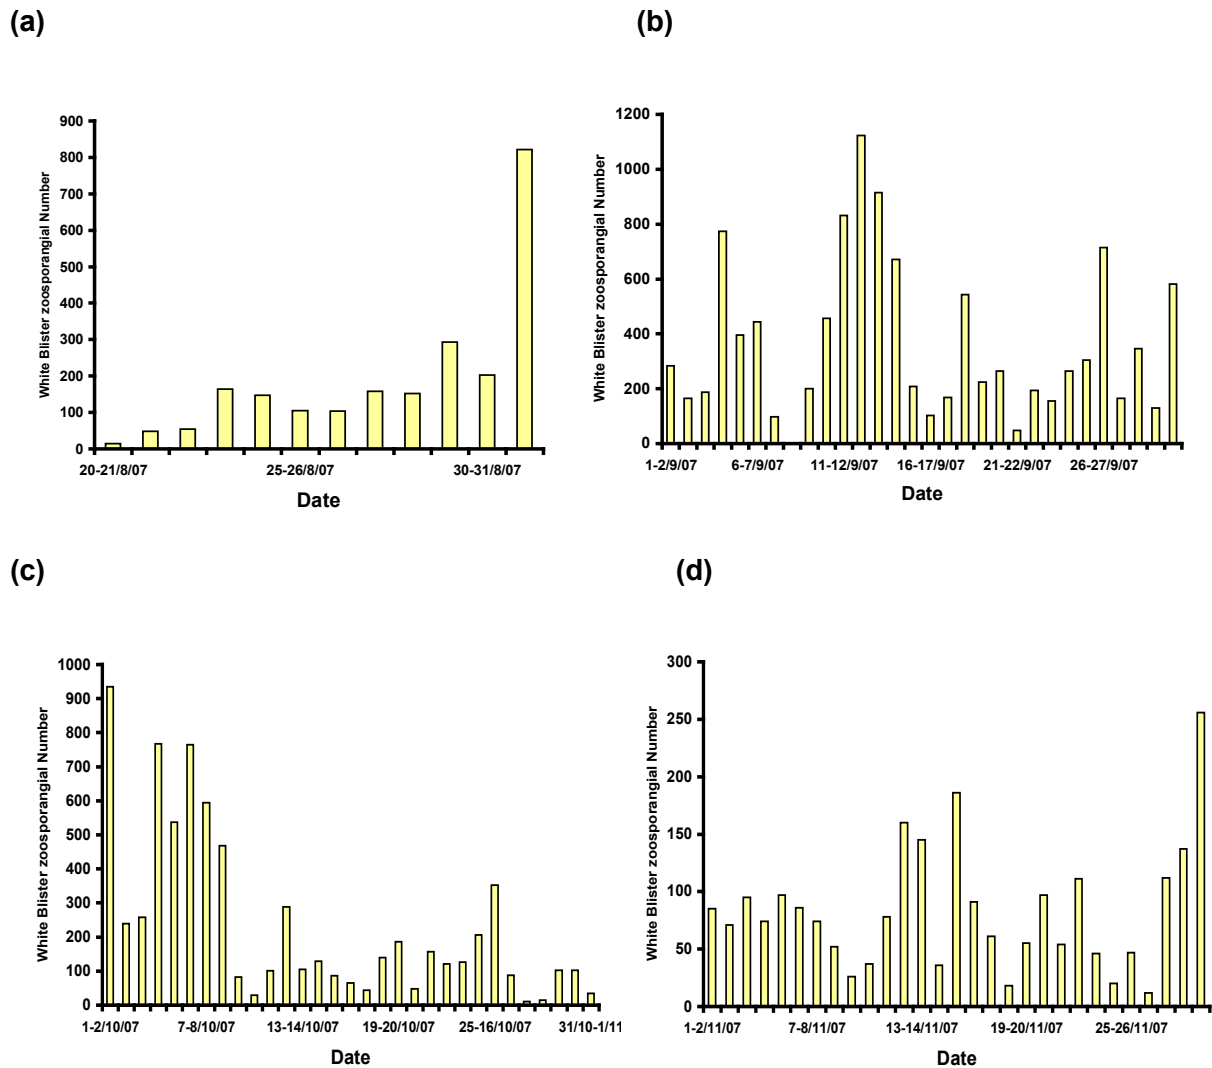 (a)
(b)
White Blister zoosporangial Number
900
800
700
600
500
400
300
200
100
0
20-21/8/07 25-26/8/07 30-31/8/07
Date
White Blister zoosporangial Number
1200
1000
800
600
400
200
0
1-2/9/07 6-7/9/07 11-12/9/07 16-17/9/07 21-22/9/07 26-27/9/07
Date
(c)
(d)
White Blister zoosporangial Number
1000
900
800
700
600
500
400
300
200
100
0
1-2/10/07 7-8/10/07 13-14/10/07 19-20/10/07 25-16/10/07 31/10-1/11
Date
White Blister zoosporangial Number
300
250
200
150
100
50
0
1-2/11/07 7-8/11/07 13-14/11/07 19-20/11/07 25-26/11/07
Date